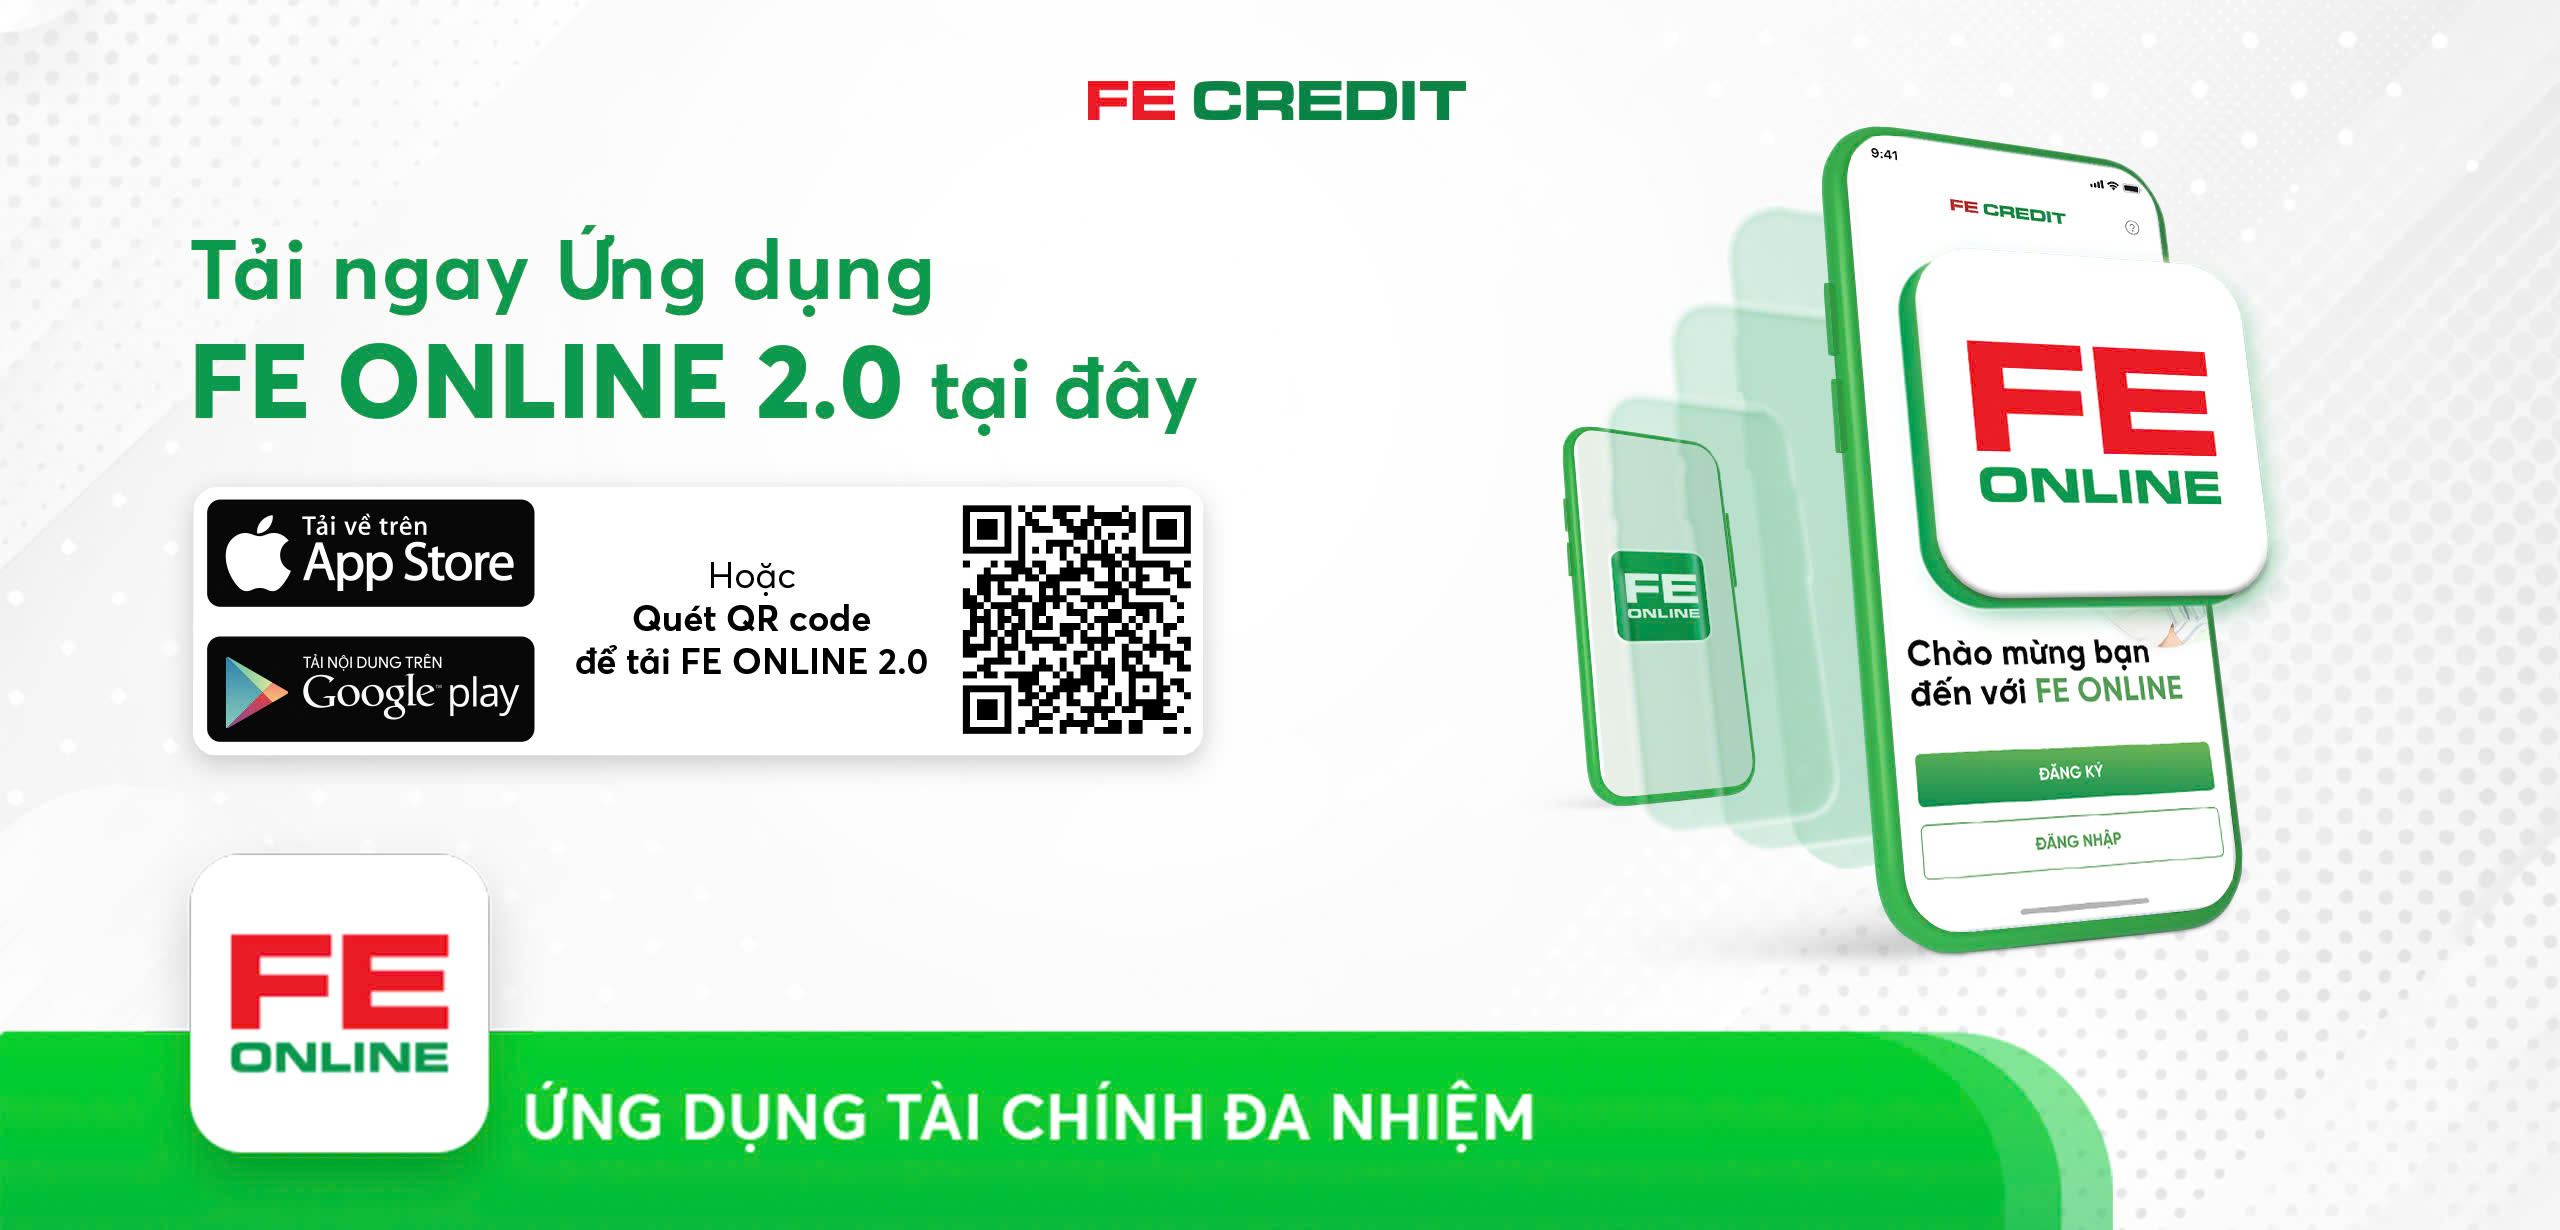 FE CREDIT
Tải ngay Ứng dụng
FE ONLINE 2.0 tại đây
Tải về trên
App Store
TẢI NỘI DUNG TRÊN
Google™ play
Hoặc
Quét QR code
để tải FE ONLINE 2.0
FE
ONLINE
9:41
FE CREDIT
?
FE
ONLINE
Chào mừng bạn
đến với FE ONLINE
ĐĂNG KÝ
ĐĂNG NHẬP
FE
ONLINE
ỨNG DỤNG TÀI CHÍNH ĐA NHIỆM